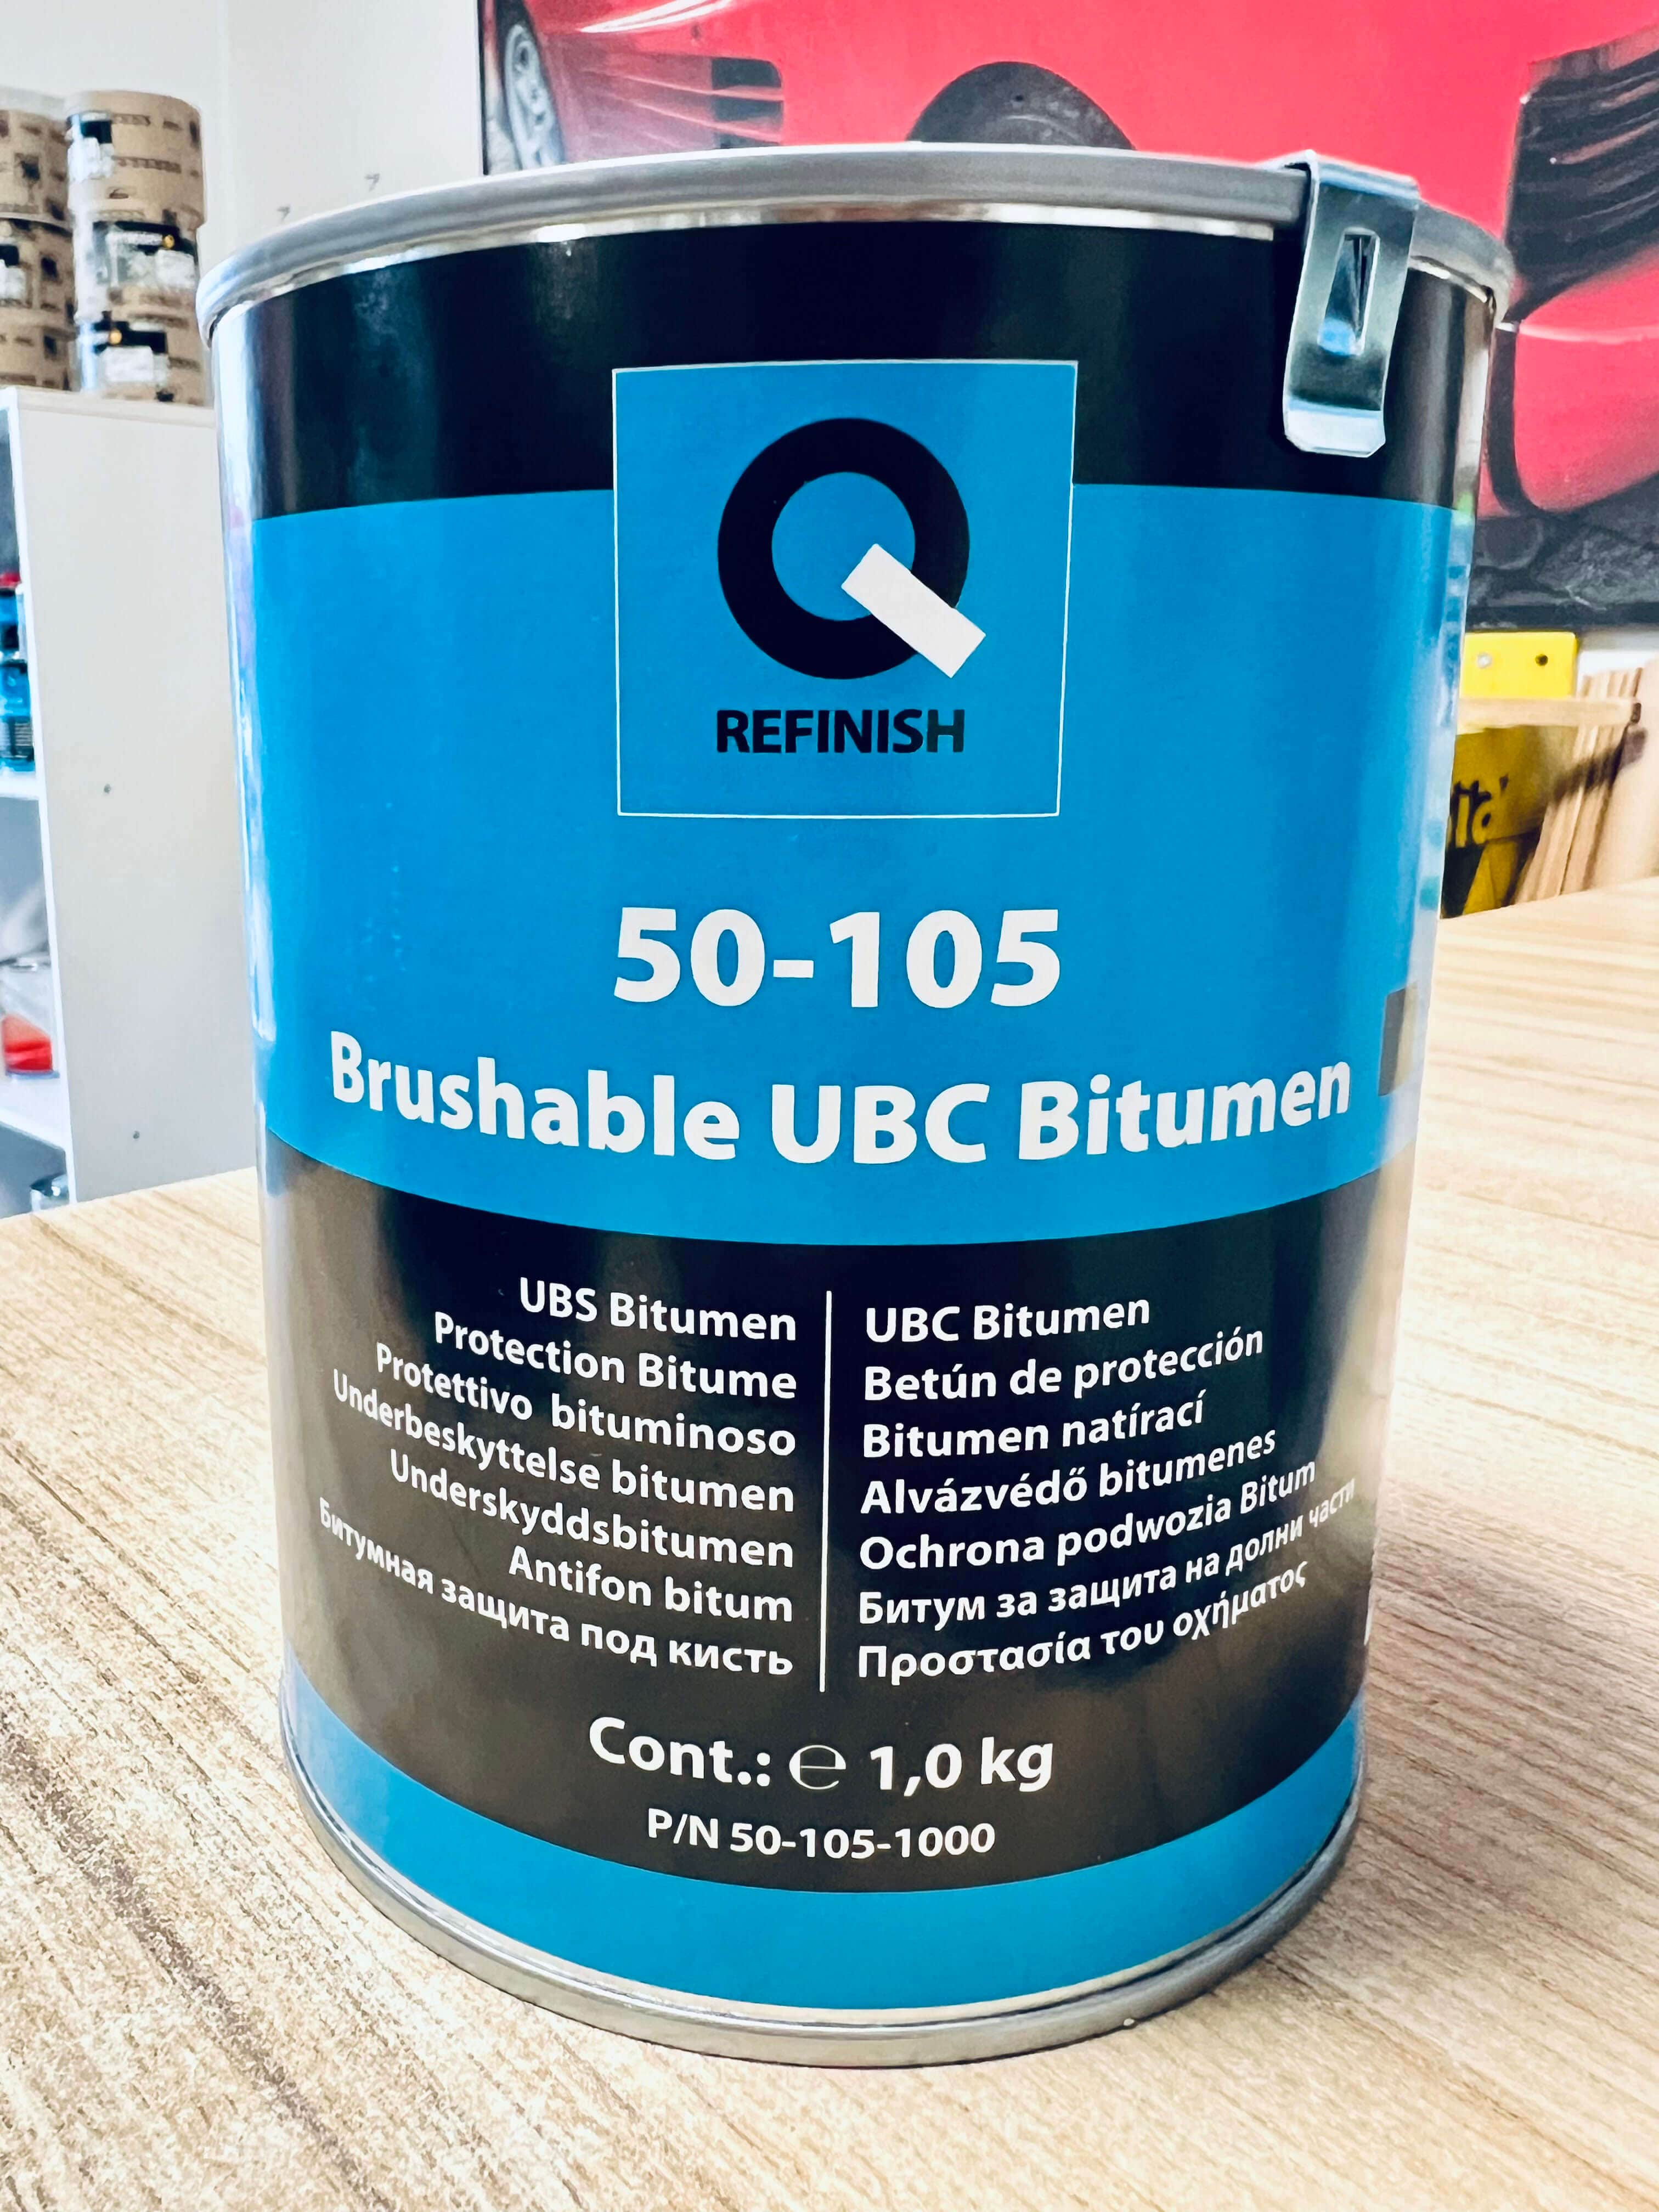 Q
REFINISH
50-105
Brushable UBC Bitumen
UBS Bitumen
Protection Bitume
Protettivo bituminoso
Underbeskyttelse bitumen
Underskyddsbitumen
Antifon bitum
Битумная защита под кисть
UBC Bitumen
Betún de protección
Bitumen natírací
Alvázvédő bitumenes
Ochrona podwozia Bitum
Битум за защита на долни части
Προστασία του οχήματος
Cont.: ℮ 1,0 kg
P/N 50-105-1000